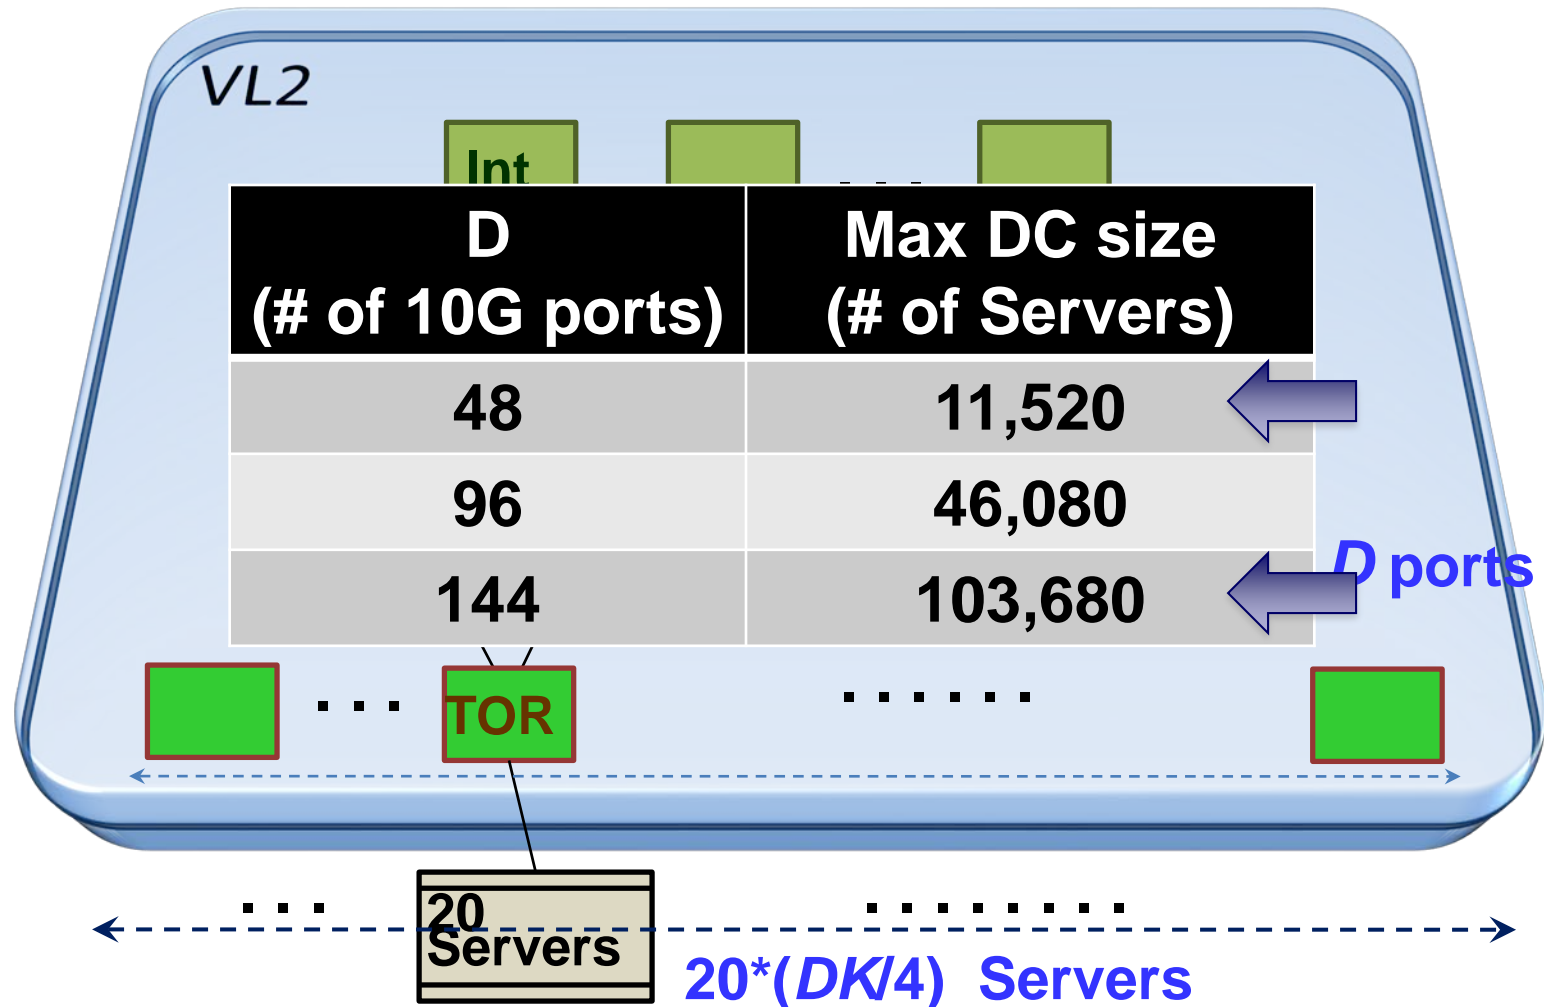 VL2
Int
. . .
D
(# of 10G ports)
Max DC size
(# of Servers)
48
11,520
96
46,080
144
103,680
D ports
. . .
TOR
. . . . . .
. . .
20
Servers
. . . . . . . .
20*(DK/4) Servers